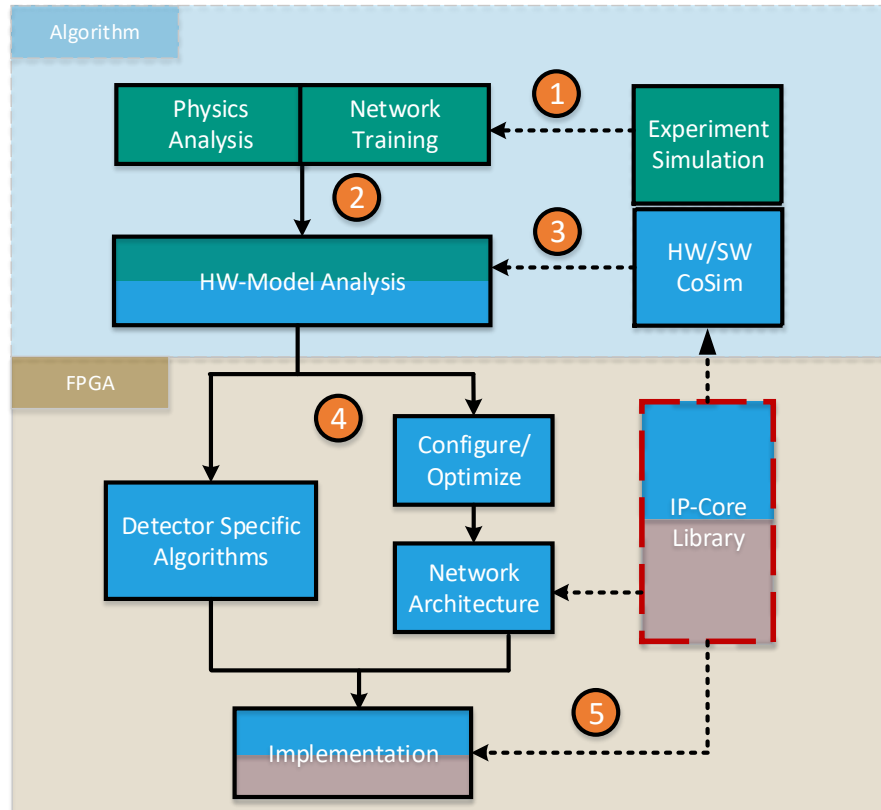 Algorithm
Physics
Analysis
Network
Training
1
Experiment
Simulation
2
3
HW-Model Analysis
HW/SW
CoSim
FPGA
4
Configure/
Optimize
Detector Specific
Algorithms
IP-Core
Library
Network
Architecture
5
Implementation